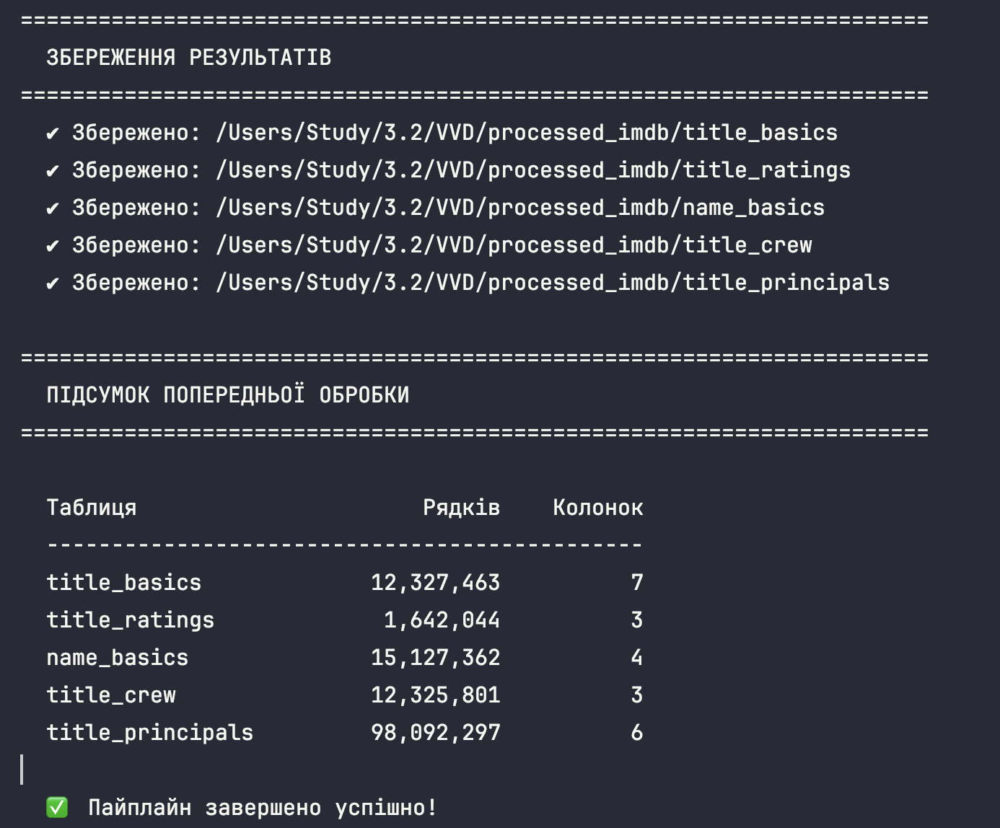 ======================================================================
ЗБЕРЕЖЕННЯ РЕЗУЛЬТАТІВ
======================================================================
✔ Збережено: /Users/Study/3.2/VVD/processed_imdb/title_basics
✔ Збережено: /Users/Study/3.2/VVD/processed_imdb/title_ratings
✔ Збережено: /Users/Study/3.2/VVD/processed_imdb/name_basics
✔ Збережено: /Users/Study/3.2/VVD/processed_imdb/title_crew
✔ Збережено: /Users/Study/3.2/VVD/processed_imdb/title_principals
======================================================================
ПІДСУМОК ПОПЕРЕДНЬОЇ ОБРОБКИ
======================================================================
Таблиця Рядків Колонок
----------------------------------------------
title_basics 12,327,463 7
title_ratings 1,642,044 3
name_basics 15,127,362 4
title_crew 12,325,801 3
title_principals 98,092,297 6
✅ Пайплайн завершено успішно!